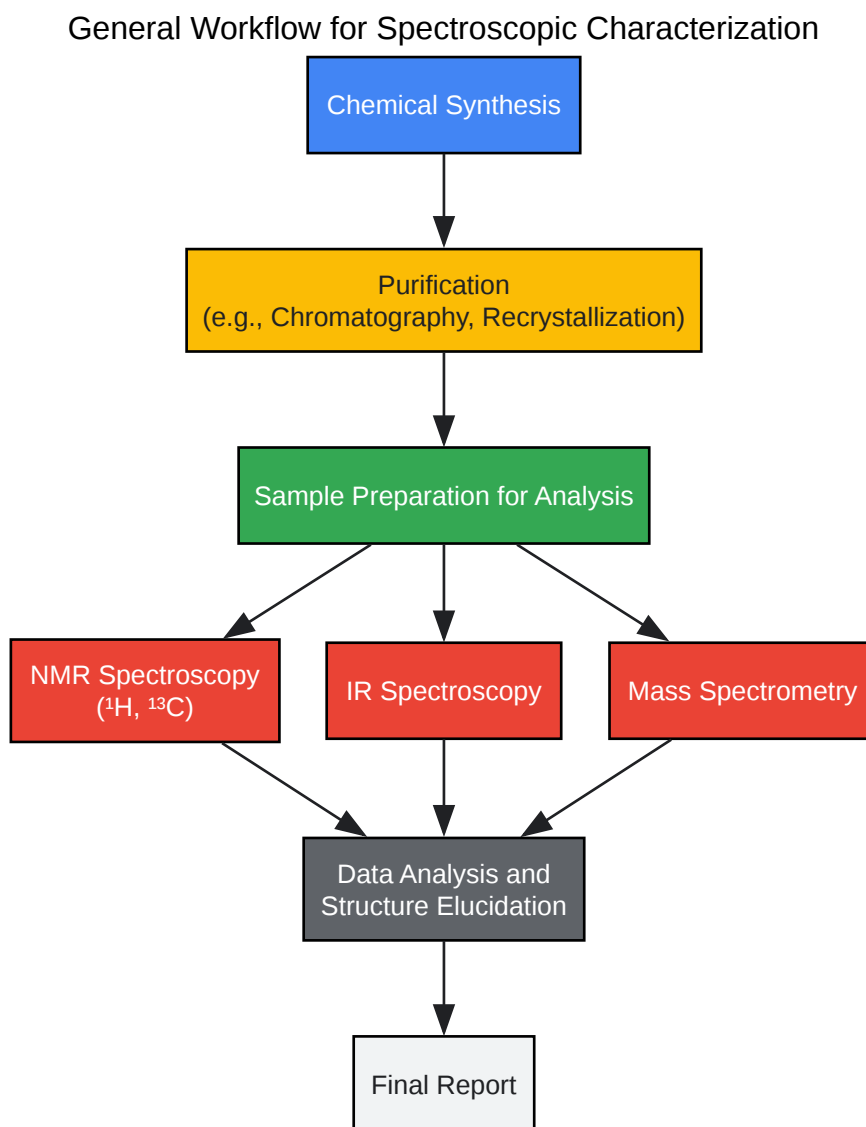 General Workflow for Spectroscopic Characterization
Chemical Synthesis
Purification
(e.g., Chromatography, Recrystallization)
Sample Preparation for Analysis
NMR Spectroscopy
(¹H, ¹³C)
IR Spectroscopy
Mass Spectrometry
Data Analysis and
Structure Elucidation
Final Report